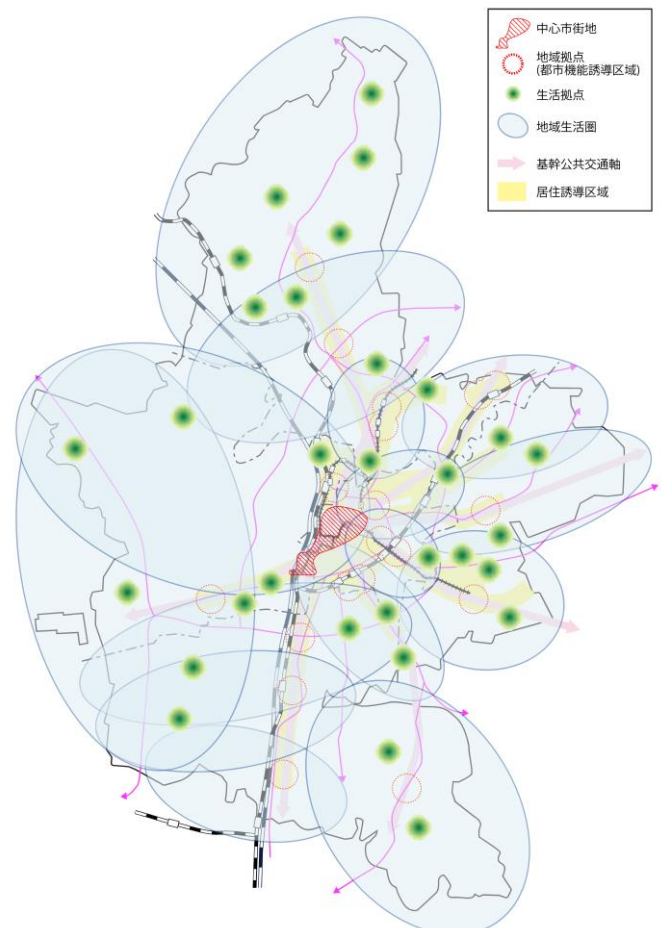 中心市街地
地域拠点
(都市機能誘導区域)
生活拠点
地域生活圏
基幹公共交通軸
居住誘導区域